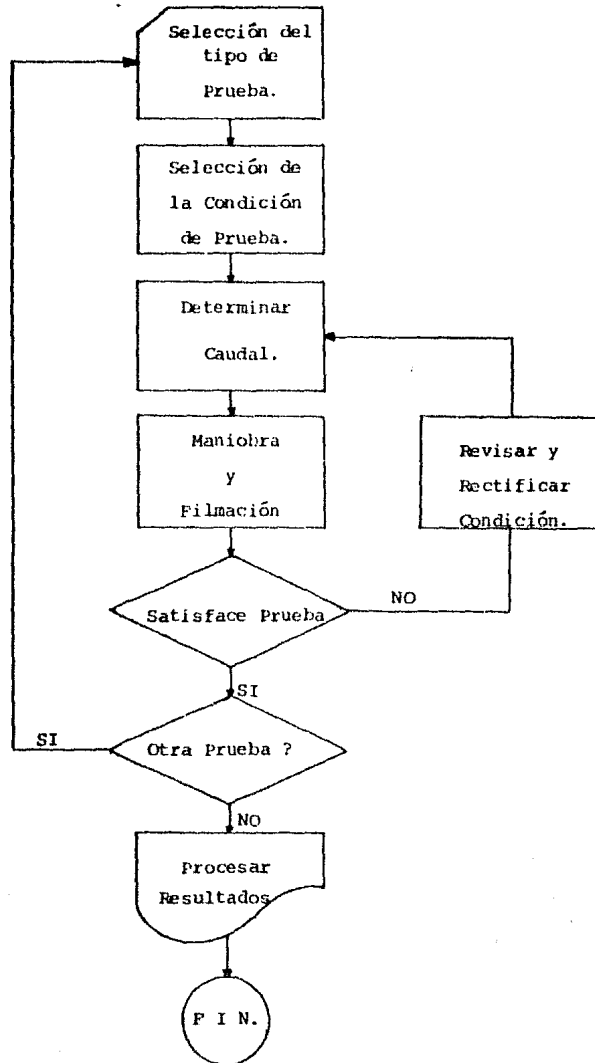 Selección del
tipo de
Prueba.
Selección de
la Condición
de Prueba.
Determinar
Caudal.
Maniobra
y
Filmación
Revisar y
Rectificar
Condición.
Satisface Prueba
NO
SI
Otra Prueba ?
SI
NO
Procesar
Resultados
F I N.